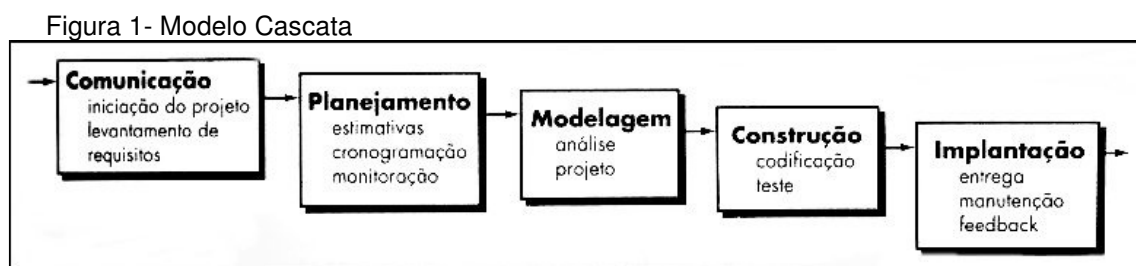 Figura 1- Modelo Cascata
Comunicação
iniciação do projeto
levantamento de
requisitos
Planejamento
estimativas
cronogramação
monitoração
Modelagem
análise
projeto
Construção
codificação
teste
Implantação
entrega
manutenção
feedback